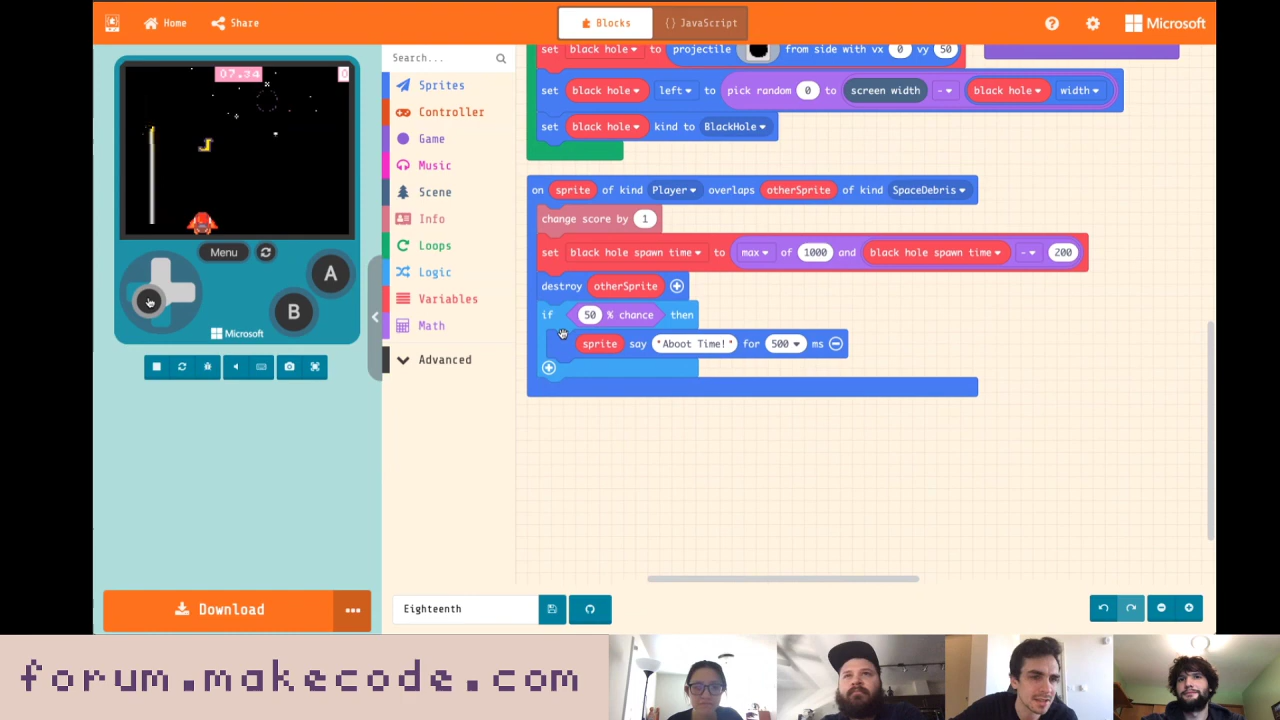 Home Share Blocks {} JavaScript Microsoft
Search...
Sprites
Controller
Game
Music
Scene
Info
Loops
Logic
Variables
Math
Advanced
07.34 0
Menu
A
B
Microsoft
Download ...
set black hole to projectile from side with vx 0 vy 50
set black hole left to pick random 0 to screen width - black hole width
set black hole kind to BlackHole
on sprite of kind Player overlaps otherSprite of kind SpaceDebris
change score by 1
set black hole spawn time to max of 1000 and black hole spawn time - 200
destroy otherSprite
if 50 % chance then
sprite say "Aboot Time!" for 500 ms
Eighteenth
forum.makecode.com